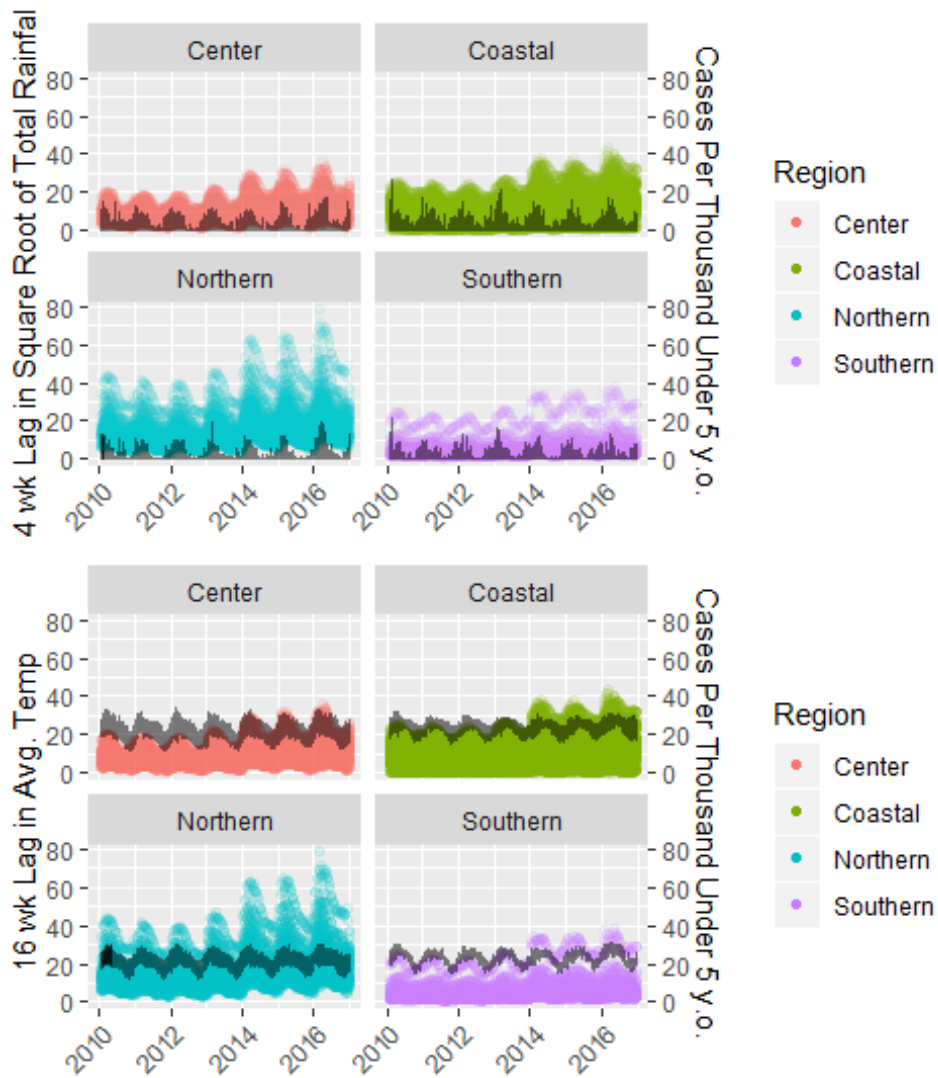 4 wk Lag in Square Root of Total Rainfal
Center
Coastal
80
60
40
20
0
80
60
40
20
0
Northern
Southern
80
60
40
20
0
80
60
40
20
0
2010
2012
2014
2016
2010
2012
2014
2016
Cases Per Thousand Under 5 y.o.
Region
Center
Coastal
Northern
Southern
16 wk Lag in Avg. Temp
Center
Coastal
80
60
40
20
0
80
60
40
20
0
Northern
Southern
80
60
40
20
0
80
60
40
20
0
2010
2012
2014
2016
2010
2012
2014
2016
Cases Per Thousand Under 5 y.o.
Region
Center
Coastal
Northern
Southern